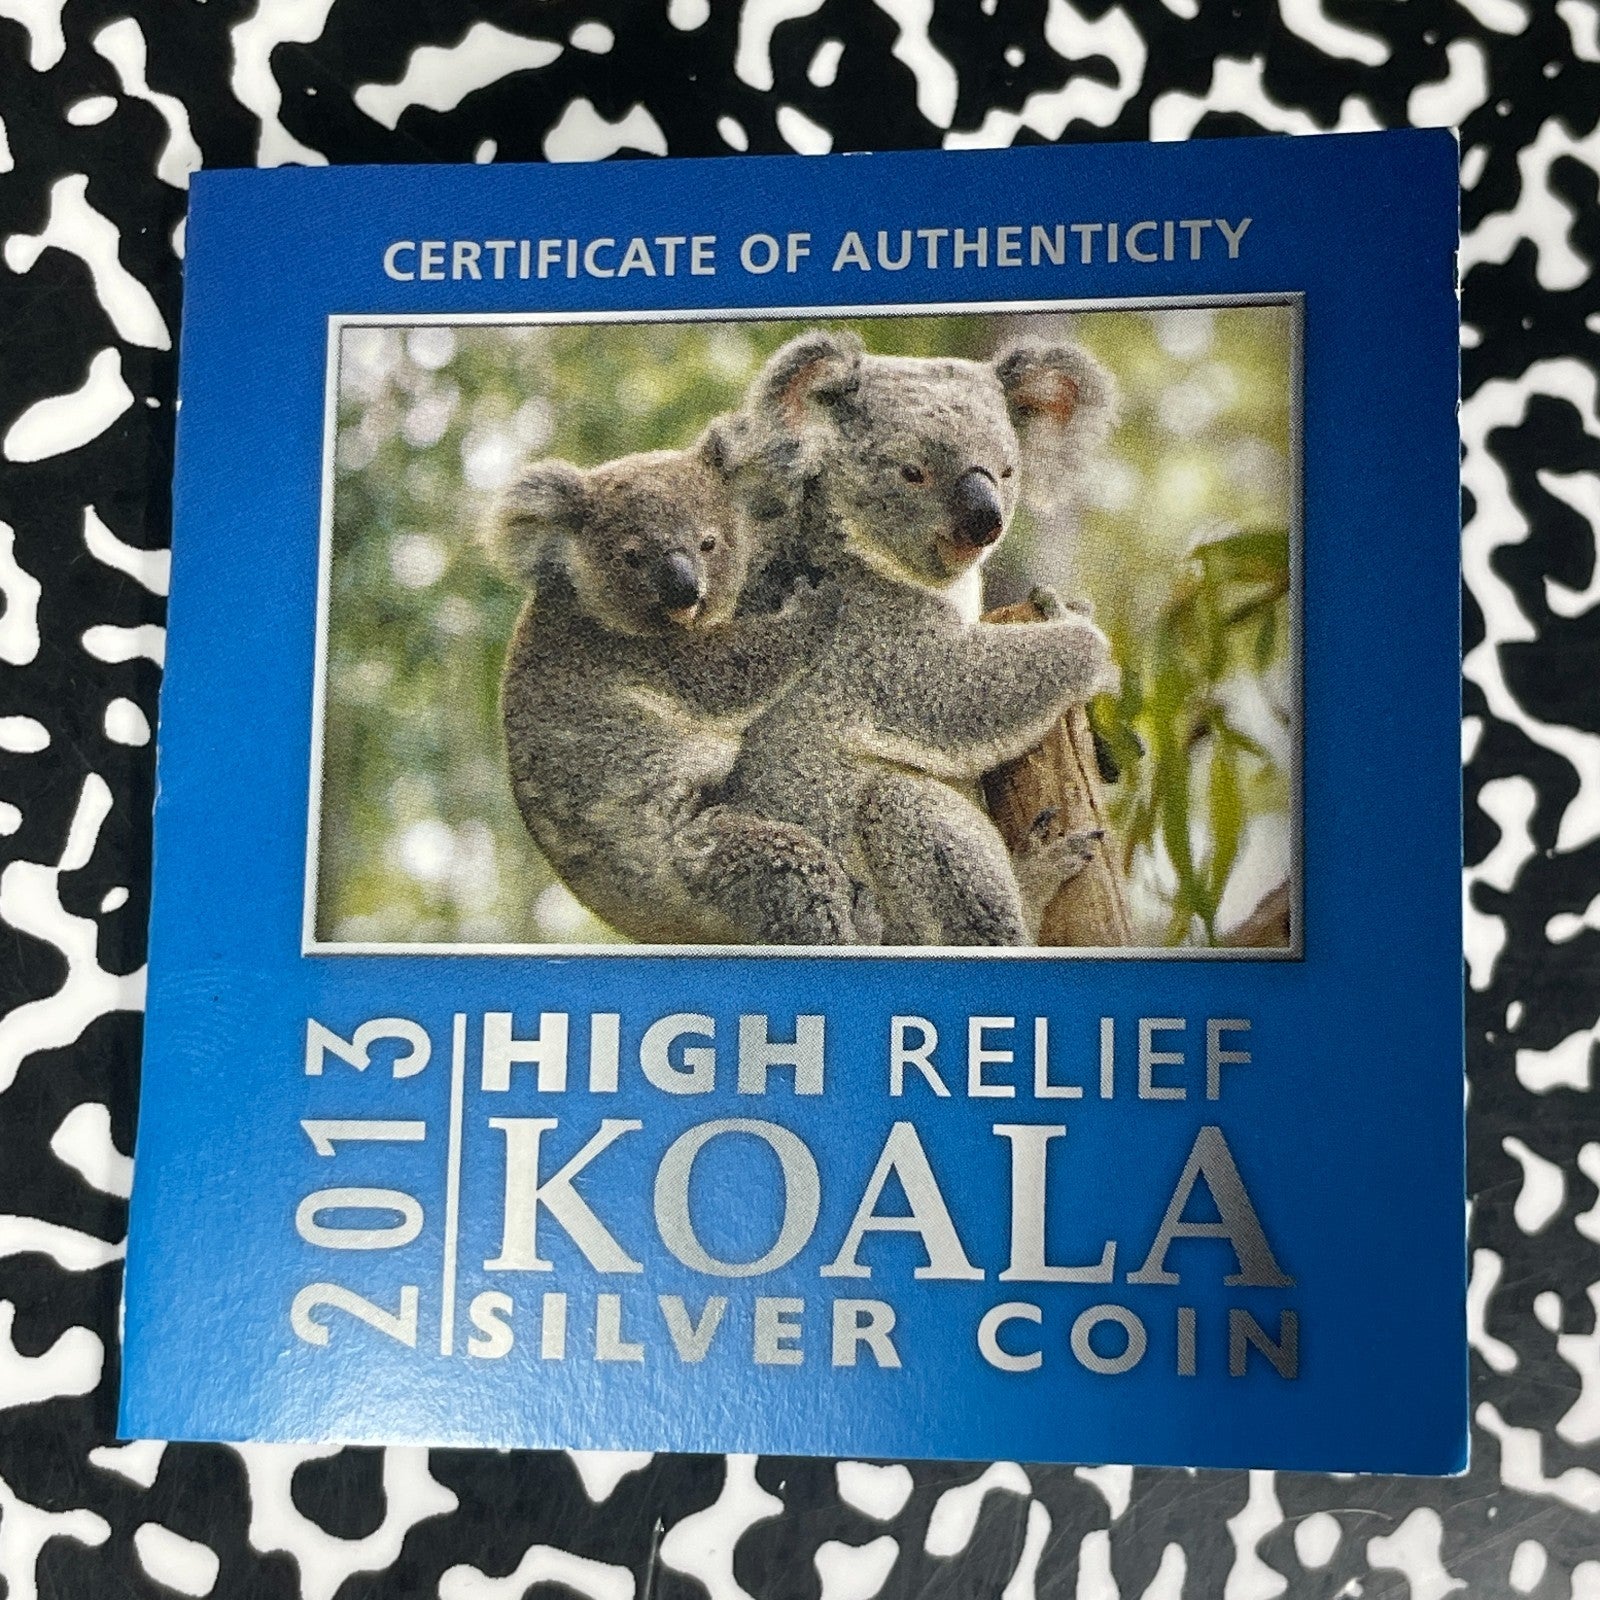 CERTIFICATE OF AUTHENTICITY
2013
HIGH RELIEF
KOALA
SILVER COIN